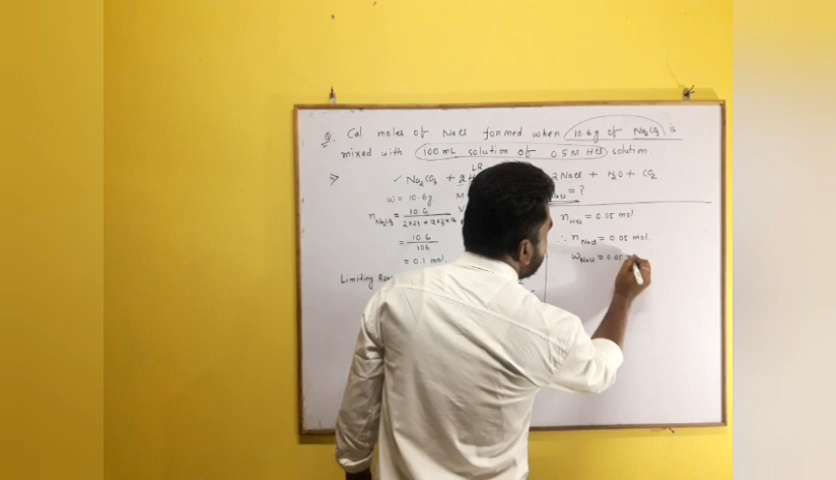 Q. Cal moles of NaCl formed when 10.6g of Na2CO3 is
mixed with 100 mL solution of 0.5 M HCl solution.
LR
⇒ ✓ Na2CO3 + 2 2NaCl + H2O + CO2
W = 10.6g M = ?
nNa2CO3 = 10.6 / 2×23+12+3×16
= 10.6 / 106
= 0.1 mol
Limiting
nHCl = 0.05 mol
∴ nNaCl = 0.05 mol.
WNaCl = 0.05